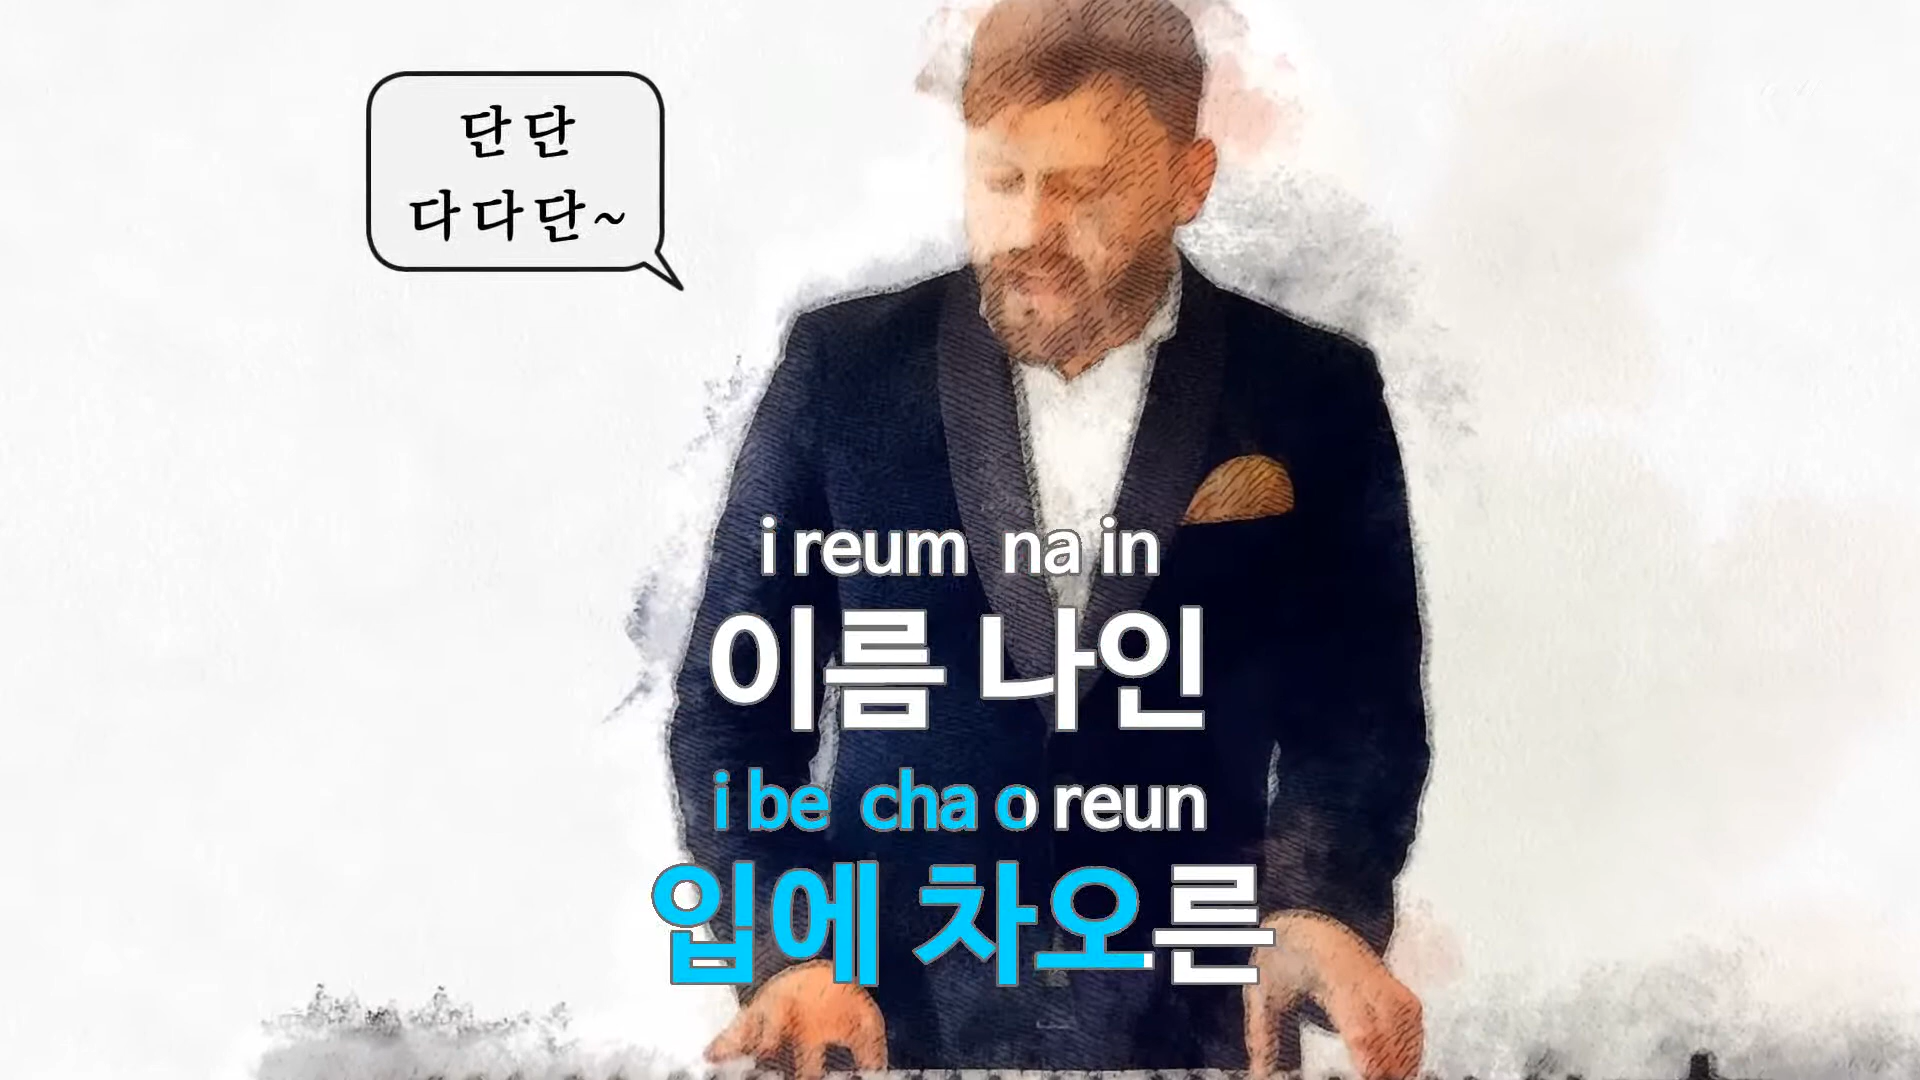 단 단
다 다 단~
i reum na in
이름 나인
i be cha o reun
입에 차오른